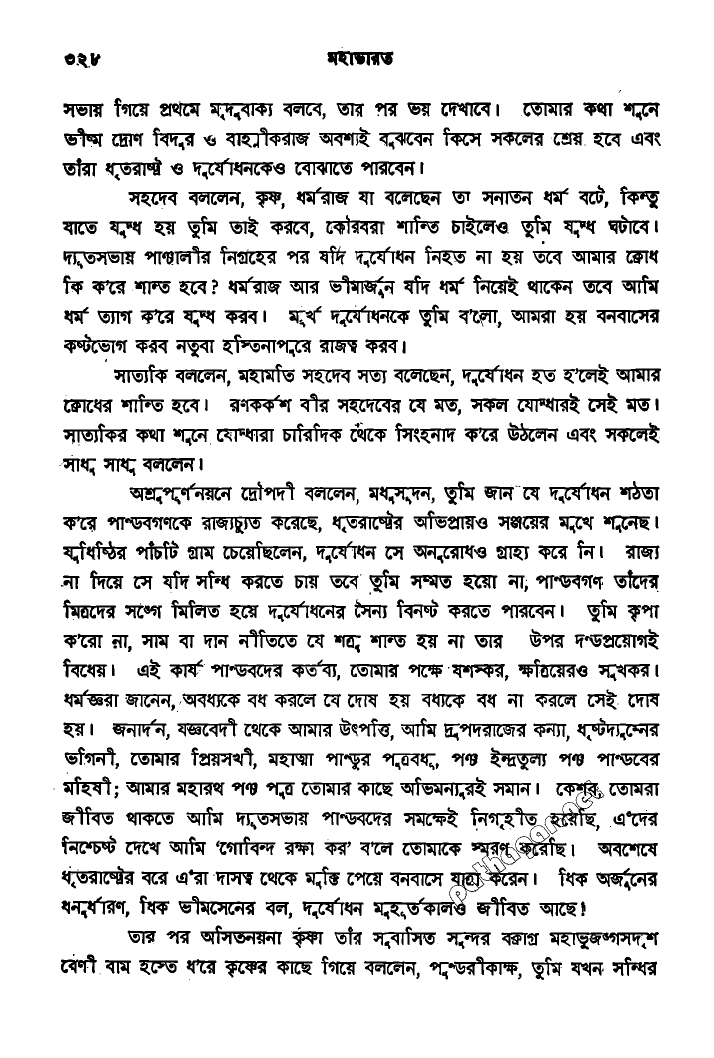 ৩২৮ মহাভারত
সভায় গিয়ে প্রথমে মৃদুবাক্য বলবে, তার পর ভয় দেখাবে। তোমার কথা শুনে
ভীষ্ম দ্রোণ বিদুর ও বাহ্লীকরাজ অবশ্যই বুঝবেন কিসে সকলের শ্রেয় হবে এবং
তাঁরা ধৃতরাষ্ট্র ও দুর্যোধনকেও বোঝাতে পারবেন।
সহদেব বললেন, কৃষ্ণ, ধর্মরাজ যা বলেছেন তা সনাতন ধর্ম বটে, কিন্তু
যাতে যুদ্ধ হয় তুমি তাই করবে, কৌরবরা শান্তি চাইলেও তুমি যুদ্ধ ঘটাবে।
দ্যূতসভায় পাঞ্চালীর নিগ্রহের পর যদি দুর্যোধন নিহত না হয় তবে আমার ক্রোধ
কি ক'রে শান্ত হবে? ধর্মরাজ আর ভীমার্জুন যদি ধর্ম নিয়েই থাকেন তবে আমি
ধর্ম ত্যাগ ক'রে যুদ্ধ করব। মূর্খ দুর্যোধনকে তুমি ব'লো, আমরা হয় বনবাসের
কষ্টভোগ করব নতুবা হস্তিনাপুরে রাজত্ব করব।
সাত্যকি বললেন, মহামতি সহদেব সত্য বলেছেন, দুর্যোধন হত হ'লেই আমার
ক্রোধের শান্তি হবে। রণকর্কশ বীর সহদেবের যে মত, সকল যোদ্ধারই সেই মত।
সাত্যকির কথা শুনে যোদ্ধারা চারিদিক থেকে সিংহনাদ ক'রে উঠলেন এবং সকলেই
সাধু সাধু বললেন।
অশ্রুপূর্ণনয়নে দ্রৌপদী বললেন, মধুসূদন, তুমি জান যে দুর্যোধন শঠতা
ক'রে পাণ্ডবগণকে রাজ্যচ্যুত করেছে, ধৃতরাষ্ট্রের অভিপ্রায়ও সঞ্জয়ের মুখে শুনেছ।
যুধিষ্ঠির পাঁচটি গ্রাম চেয়েছিলেন, দুর্যোধন সে অনুরোধও গ্রাহ্য করে নি। রাজ্য
না দিয়ে সে যদি সন্ধি করতে চায় তবে তুমি সম্মত হয়ো না, পাণ্ডবগণ তাঁদের
মিত্রদের সঙ্গে মিলিত হয়ে দুর্যোধনের সৈন্য বিনষ্ট করতে পারবেন। তুমি কৃপা
ক'রো না, সাম বা দান নীতিতে যে শত্রু শান্ত হয় না তার উপর দণ্ডপ্রয়োগই
বিধেয়। এই কার্য পাণ্ডবদের কর্তব্য, তোমার পক্ষে যশস্কর, ক্ষত্রিয়েরও সুখকর।
ধর্মজ্ঞরা জানেন, অবধ্যকে বধ করলে যে দোষ হয় বধ্যকে বধ না করলে সেই দোষ
হয়। জনার্দন, যজ্ঞবেদী থেকে আমার উৎপত্তি, আমি দ্রুপদরাজের কন্যা, ধৃষ্টদ্যুম্নের
ভগিনী, তোমার প্রিয়সখী, মহাত্মা পাণ্ডুর পুত্রবধূ, পঞ্চ ইন্দ্রতুল্য পঞ্চ পাণ্ডবের
মহিষী; আমার মহারথ পঞ্চ পুত্র তোমার কাছে অভিমন্যুরই সমান। কেশব, তোমরা
জীবিত থাকতে আমি দ্যূতসভায় পাণ্ডবদের সমক্ষেই নিগৃহীত হয়েছি, এঁদের
নিশ্চেষ্ট দেখে আমি 'গোবিন্দ রক্ষা কর' ব'লে তোমাকে স্মরণ করেছি। অবশেষে
ধৃতরাষ্ট্রের বরে এঁরা দাসত্ব থেকে মুক্তি পেয়ে বনবাসে যাত্রা করেন। ধিক অর্জুনের
ধনুর্ধারণ, ধিক ভীমসেনের বল, দুর্যোধন মুহূর্তকালও জীবিত আছে!
তার পর অসিতনয়না কৃষ্ণা তাঁর সুবাসিত সুন্দর বক্রাগ্র মহাভুজঙ্গসদৃশ
বেণী বাম হস্তে ধ'রে কৃষ্ণের কাছে গিয়ে বললেন, পুণ্ডরীকাক্ষ, তুমি যখন সন্ধির